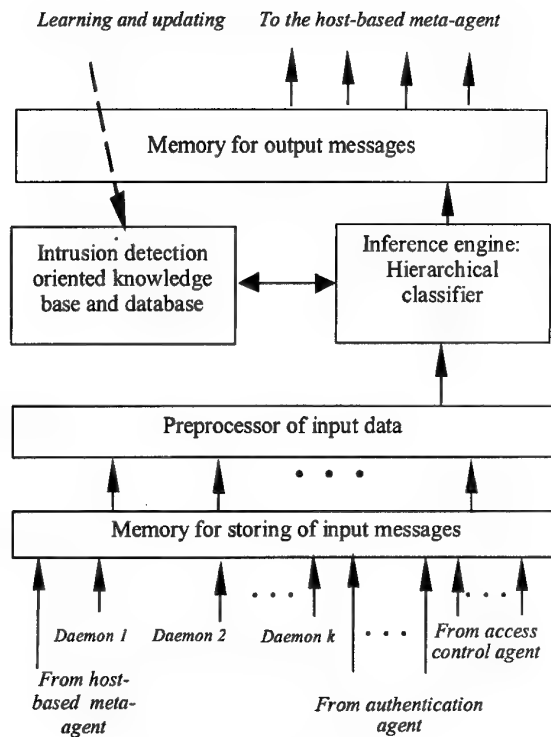 Learning and updating
To the host-based meta-agent
Memory for output messages
Intrusion detection
oriented knowledge
base and database
Inference engine:
Hierarchical
classifier
Preprocessor of input data
. . .
Memory for storing of input messages
. . . .
. . . .
Daemon 1
Daemon 2
Daemon k
. . . .
From access
control agent
From host-
based meta-
agent
From authentication
agent